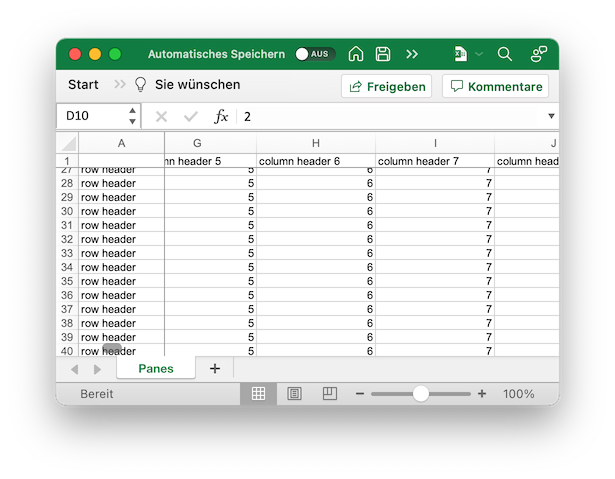 Automatisches Speichern AUS
Start Sie wünschen Freigeben Kommentare
D10 fx 2
A G H I J
1 nn header 5 column header 6 column header 7 column head
27 row header 5 6 7
28 row header 5 6 7
29 row header 5 6 7
30 row header 5 6 7
31 row header 5 6 7
32 row header 5 6 7
33 row header 5 6 7
34 row header 5 6 7
35 row header 5 6 7
36 row header 5 6 7
37 row header 5 6 7
38 row header 5 6 7
39 row header 5 6 7
40 row header 5 6 7
Panes +
Bereit 100%